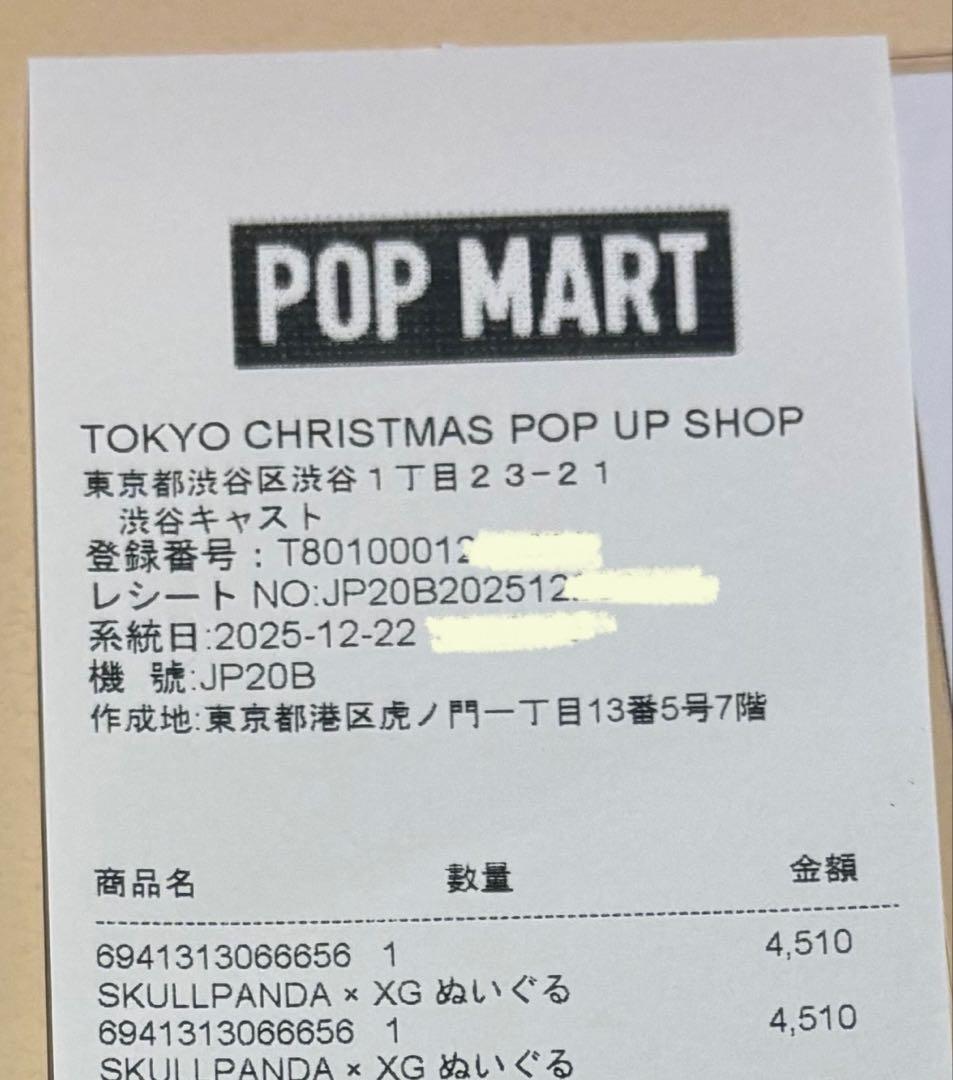 POP MART
TOKYO CHRISTMAS POP UP SHOP
東京都渋谷区渋谷1丁目23-21
渋谷キャスト
登録番号：T80100012
レシート NO:JP20B202512
系統日:2025-12-22
機 號:JP20B
作成地:東京都港区虎ノ門一丁目13番5号7階
商品名 數量 金額
6941313066656 1 4,510
SKULLPANDA × XG ぬいぐる
6941313066656 1 4,510
SKULLPANDA × XG ぬいぐる